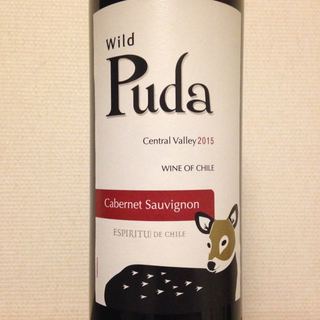 Wild
Puda
Central Valley 2015
WINE OF CHILE
Cabernet Sauvignon
ESPIRITU DE CHILE